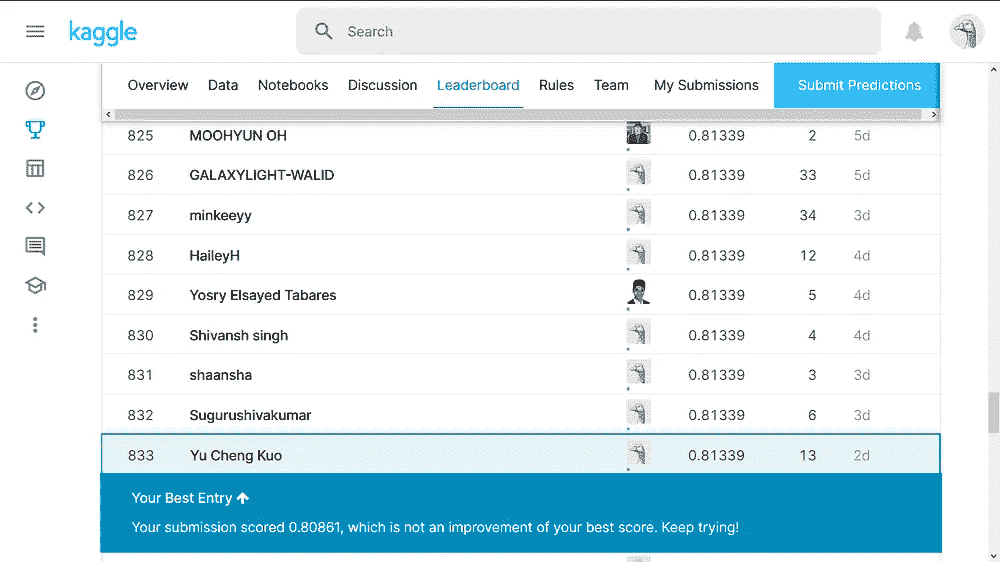 kaggle Search
Overview Data Notebooks Discussion Leaderboard Rules Team My Submissions Submit Predictions
825 MOOHYUN OH 0.81339 2 5d
826 GALAXYLIGHT-WALID 0.81339 33 5d
827 minkeeyy 0.81339 34 3d
828 HaileyH 0.81339 12 4d
829 Yosry Elsayed Tabares 0.81339 5 4d
830 Shivansh singh 0.81339 4 4d
831 shaansha 0.81339 3 3d
832 Sugurushivakumar 0.81339 6 3d
833 Yu Cheng Kuo 0.81339 13 2d
Your Best Entry ↑
Your submission scored 0.80861, which is not an improvement of your best score. Keep trying!